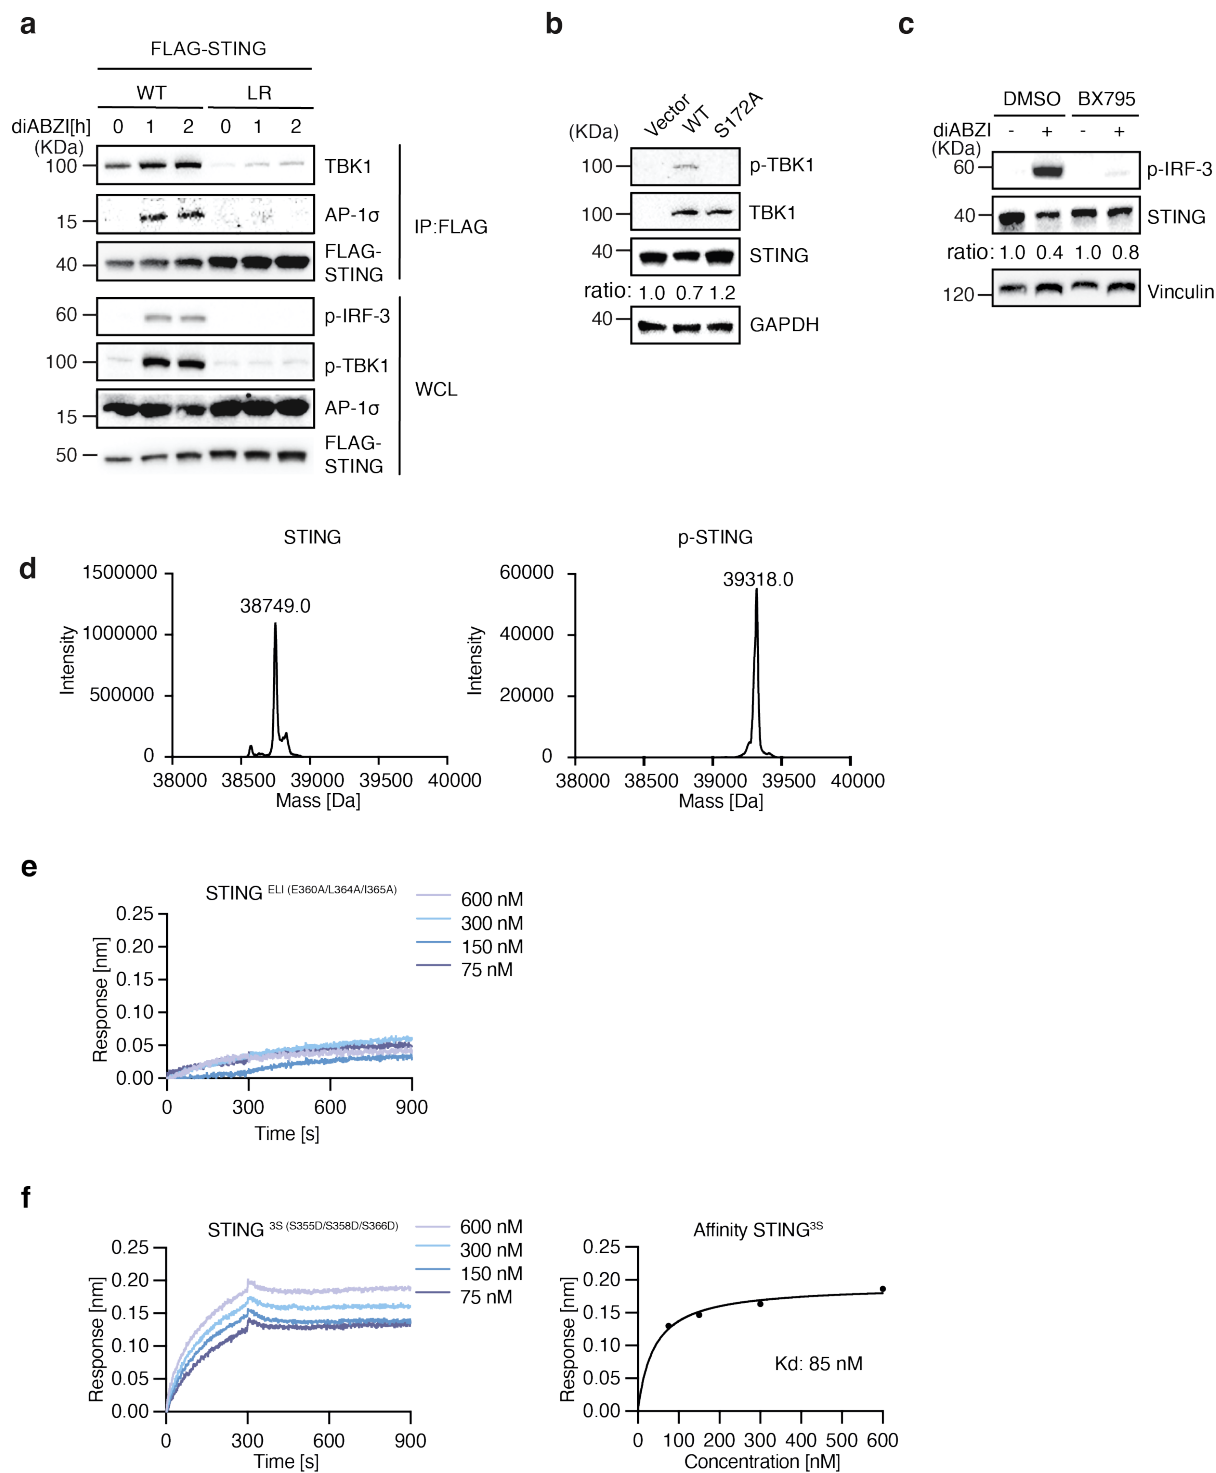 a
FLAG-STING
WT LR
diABZI[h] 0 1 2 0 1 2
(KDa)
100 TBK1
15 AP-1σ
40 FLAG-
STING
IP:FLAG
60 p-IRF-3
100 p-TBK1
15 AP-1σ
50 FLAG-
STING
WCL
b
Vector WT S172A
(KDa)
100 p-TBK1
100 TBK1
40 STING
ratio: 1.0 0.7 1.2
40 GAPDH
c
DMSO BX795
diABZI - + - +
(KDa)
60 p-IRF-3
40 STING
ratio: 1.0 0.4 1.0 0.8
120 Vinculin
d
STING
1500000
38749.0
1000000
500000
0
Intensity
38000 38500 39000 39500 40000
Mass [Da]
p-STING
60000
39318.0
40000
20000
0
Intensity
38000 38500 39000 39500 40000
Mass [Da]
e
STING ELI (E360A/L364A/I365A)
600 nM
300 nM
150 nM
75 nM
0.25
0.20
0.15
0.10
0.05
0.00
Response [nm]
0 300 600 900
Time [s]
f
STING 3S (S355D/S358D/S366D)
600 nM
300 nM
150 nM
75 nM
0.25
0.20
0.15
0.10
0.05
0.00
Response [nm]
0 300 600 900
Time [s]
Affinity STING3S
0.25
0.20
0.15
0.10
0.05
0.00
Response [nm]
Kd: 85 nM
0 100 200 300 400 500 600
Concentration [nM]